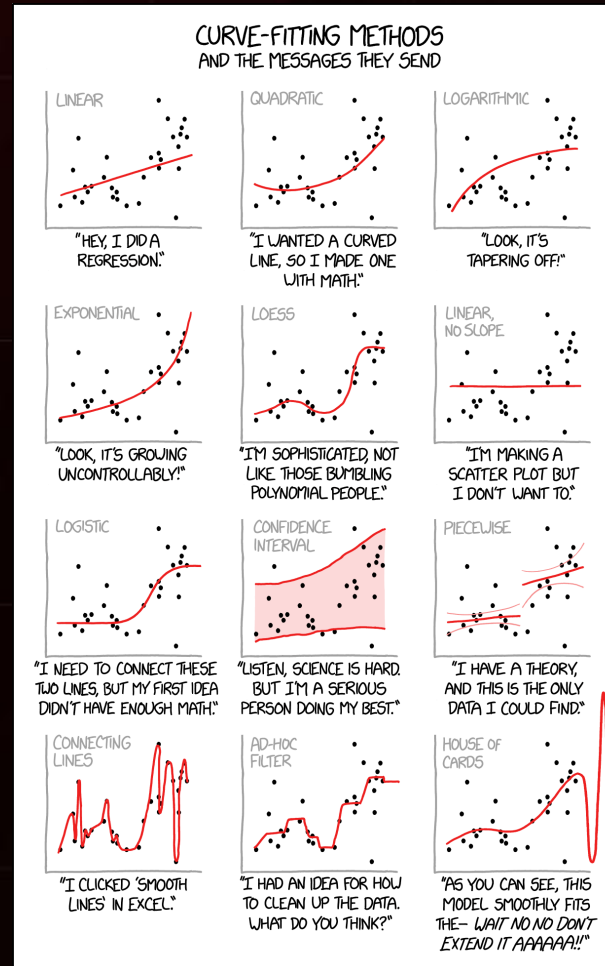 CURVE-FITTING METHODS
AND THE MESSAGES THEY SEND
LINEAR
"HEY, I DID A
REGRESSION."
QUADRATIC
"I WANTED A CURVED
LINE, SO I MADE ONE
WITH MATH."
LOGARITHMIC
"LOOK, IT'S
TAPERING OFF!"
EXPONENTIAL
"LOOK, IT'S GROWING
UNCONTROLLABLY!"
LOESS
"I'M SOPHISTICATED, NOT
LIKE THOSE BUMBLING
POLYNOMIAL PEOPLE."
LINEAR,
NO SLOPE
"I'M MAKING A
SCATTER PLOT BUT
I DON'T WANT TO."
LOGISTIC
"I NEED TO CONNECT THESE
TWO LINES, BUT MY FIRST IDEA
DIDN'T HAVE ENOUGH MATH."
CONFIDENCE
INTERVAL
"LISTEN, SCIENCE IS HARD.
BUT I'M A SERIOUS
PERSON DOING MY BEST."
PIECEWISE
"I HAVE A THEORY,
AND THIS IS THE ONLY
DATA I COULD FIND."
CONNECTING
LINES
"I CLICKED 'SMOOTH
LINES' IN EXCEL."
AD-HOC
FILTER
"I HAD AN IDEA FOR HOW
TO CLEAN UP THE DATA.
WHAT DO YOU THINK?"
HOUSE OF
CARDS
"AS YOU CAN SEE, THIS
MODEL SMOOTHLY FITS
THE— WAIT NO NO DON'T
EXTEND IT AAAAAA!!"